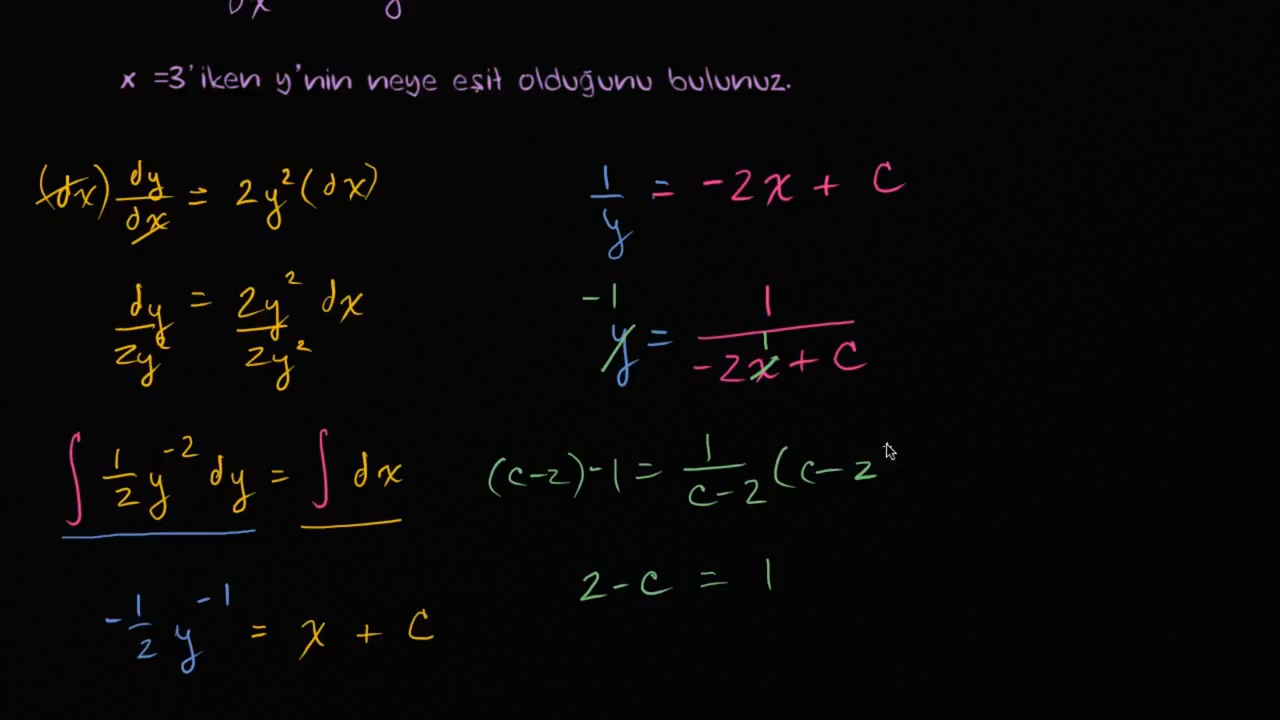 x =3'iken y'nin neye eşit olduğunu bulunuz.
(dx) dy/dx = 2y² (dx)
dy/2y² = 2y²/2y² dx
∫ 1/2 y⁻² dy = ∫ dx
-1/2 y⁻¹ = x + C
1/y = -2x + C
-1
y = 1/(-2x + C)
1
(c-2) -1 = 1/(c-2) (c-2
2-c = 1